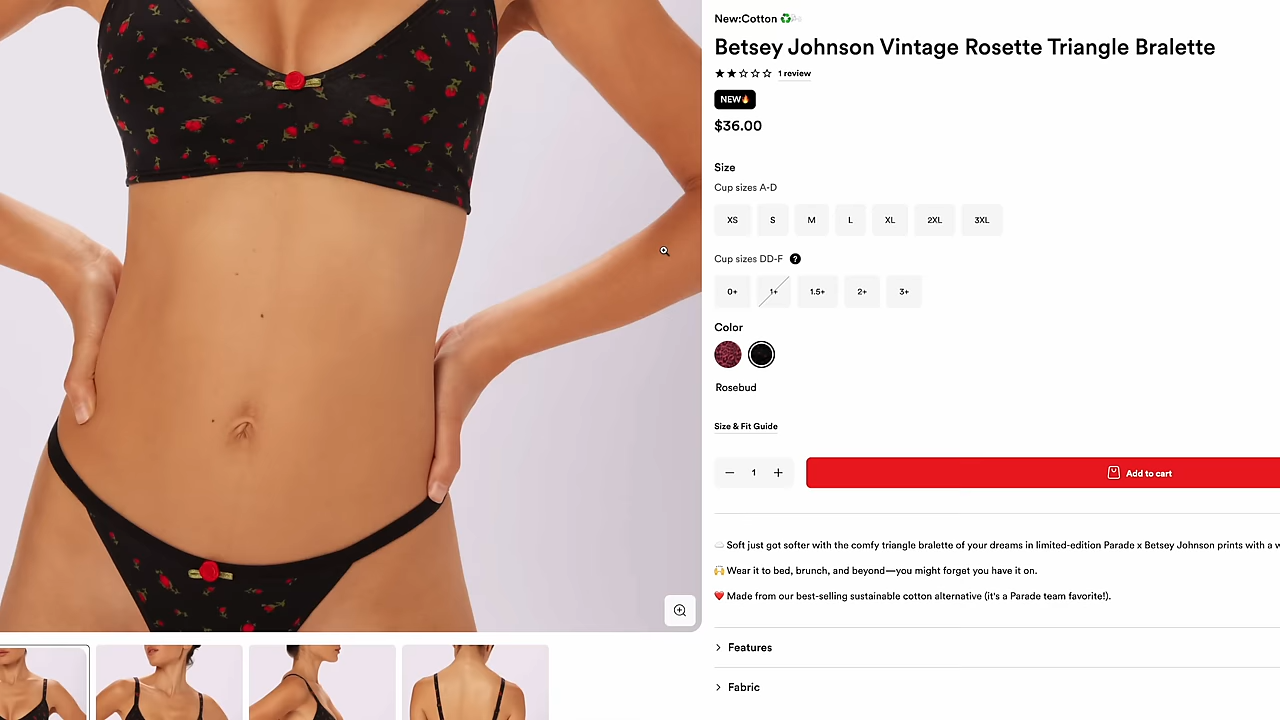 New:Cotton ♻️🌬️
Betsey Johnson Vintage Rosette Triangle Bralette
★★☆☆☆ 1 review
NEW🔥
$36.00
Size
Cup sizes A-D
XS S M L XL 2XL 3XL
Cup sizes DD-F ?
0+ 1+ 1.5+ 2+ 3+
Color
Rosebud
Size & Fit Guide
− 1 + Add to cart
☁️ Soft just got softer with the comfy triangle bralette of your dreams in limited-edition Parade x Betsey Johnson prints with a
🙌 Wear it to bed, brunch, and beyond—you might forget you have it on.
❤️ Made from our best-selling sustainable cotton alternative (it's a Parade team favorite!).
Features
Fabric